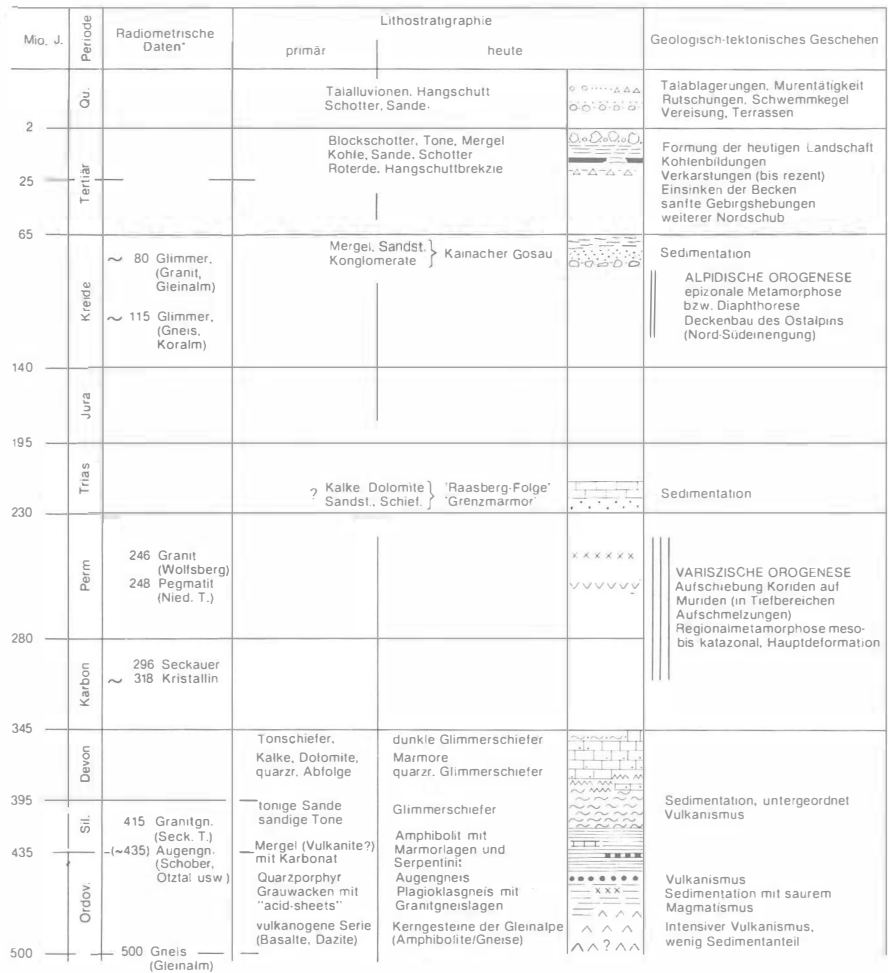 Mio. J.
Periode
Radiometrische
Daten*
Lithostratigraphie
primär
heute
Geologisch-tektonisches Geschehen
Qu.
Talalluvionen, Hangschutt
Schotter, Sande.
Talablagerungen, Murentätigkeit
Rutschungen, Schwemmkegel
Vereisung, Terrassen
2
Tertiär
25
Blockschotter, Tone, Mergel
Kohle, Sande, Schotter
Roterde, Hangschuttbrekzie
Formung der heutigen Landschaft
Kohlenbildungen
Verkarstungen (bis rezent)
Einsinken der Becken
sanfte Gebirgshebungen
weiterer Nordschub
65
Kreide
~ 80 Glimmer,
(Granit,
Gleinalm)
~ 115 Glimmer,
(Gneis,
Koralm)
Mergel, Sandst.
Konglomerate } Kainacher Gosau
Sedimentation
ALPIDISCHE OROGENESE
epizonale Metamorphose
bzw. Diaphthorese
Deckenbau des Ostalpins
(Nord-Südeinengung)
140
Jura
195
Trias
? Kalke Dolomite } 'Raasberg-Folge'
Sandst., Schief. 'Grenzmarmor'
Sedimentation
230
Perm
246 Granit
(Wolfsberg)
248 Pegmatit
(Nied. T.)
VARISZISCHE OROGENESE
Aufschiebung Koriden auf
Muriden (in Tiefbereichen
Aufschmelzungen)
Regionalmetamorphose meso-
bis katazonal, Hauptdeformation
280
Karbon
296 Seckauer
~ 318 Kristallin
345
Devon
Tonschiefer, dunkle Glimmerschiefer
Kalke, Dolomite, Marmore
quarzr. Abfolge quarzr. Glimmerschiefer
395
Sil.
415 Granitgn.
(Seck. T.)
tonige Sande
sandige Tone
Glimmerschiefer
Sedimentation, untergeordnet
Vulkanismus
435
(~435) Augengn.
(Schober,
Ötztal usw)
Mergel (Vulkanite?)
mit Karbonat
Amphibolit mit
Marmorlagen und
Serpentinit
Ordov.
Quarzporphyr Augengneis
Grauwacken mit Plagioklasgneis mit
"acid-sheets" Granitgneislagen
Vulkanismus
Sedimentation mit saurem
Magmatismus
vulkanogene Serie Kerngesteine der Gleinalpe
(Basalte, Dazite) (Amphibolite/Gneise)
Intensiver Vulkanismus,
wenig Sedimentanteil
?
500
500 Gneis
(Gleinalm)